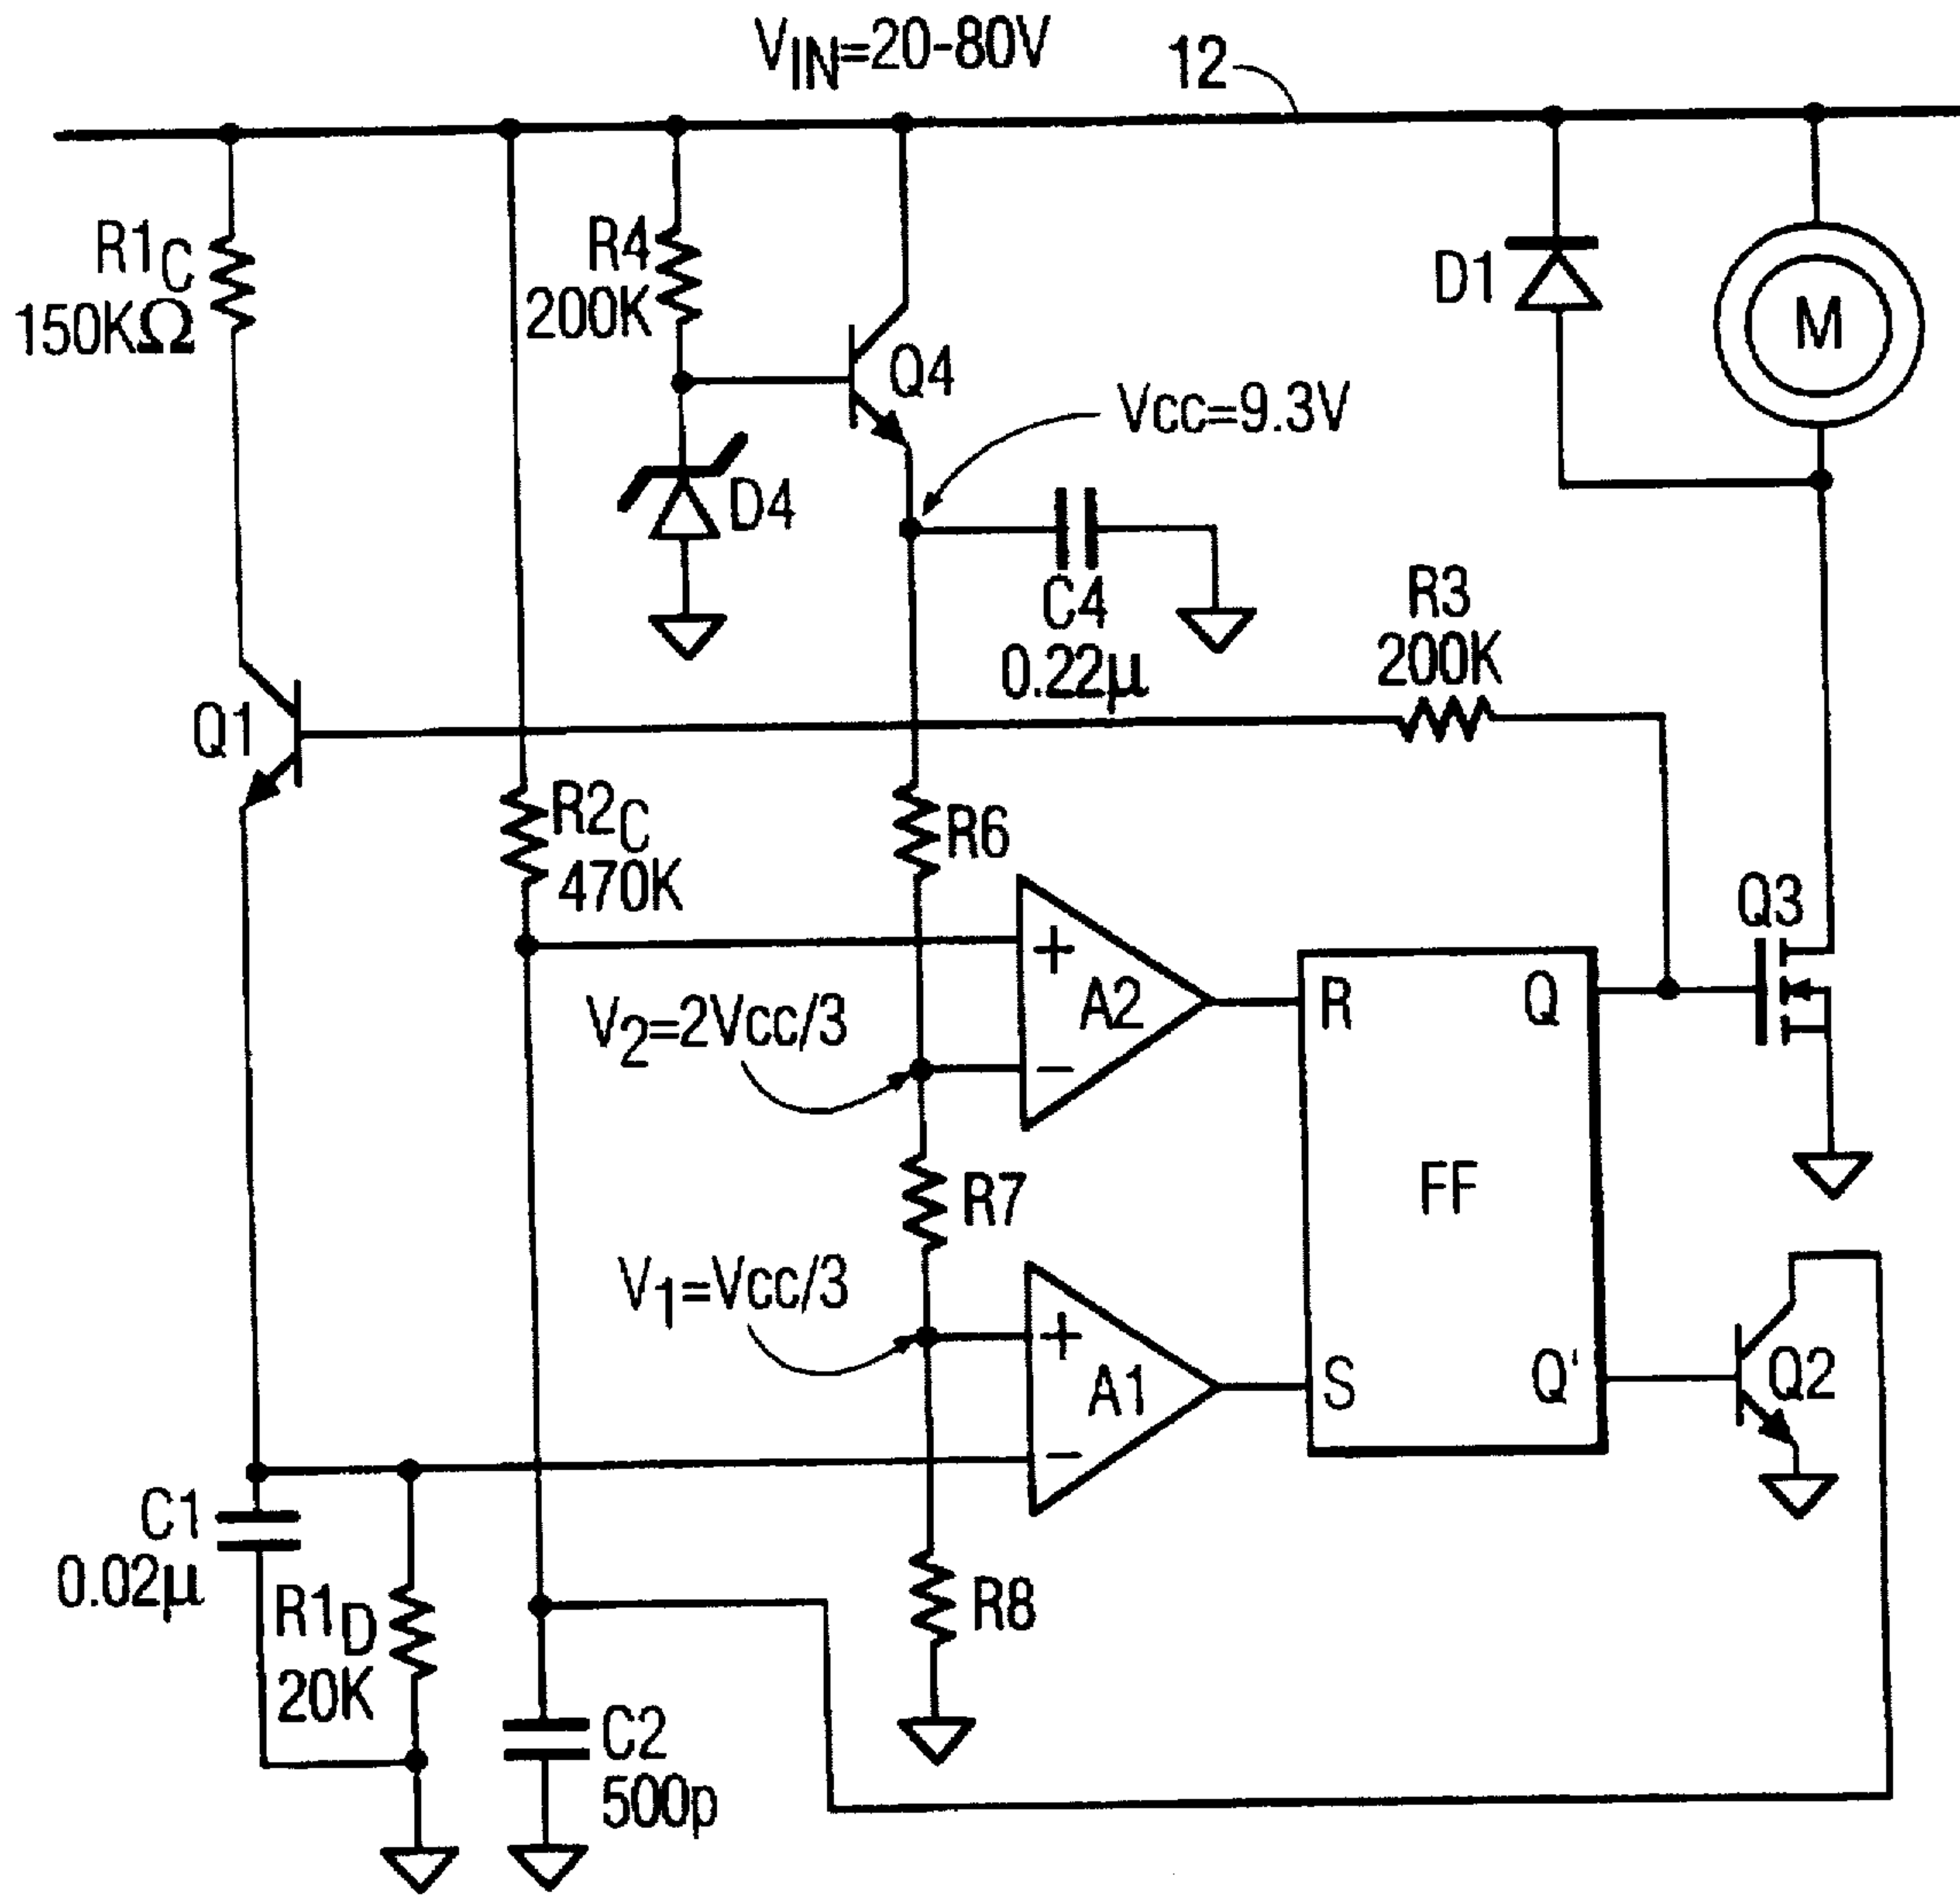 VIN=20-80V
12
R1C
150KΩ
R4
200K
Q4
D1
M
Vcc=9.3V
D4
C4
0.22µ
R3
200K
Q1
R2C
470K
R6
Q3
+
A2
−
V2=2Vcc/3
R
Q
FF
R7
V1=Vcc/3
+
A1
−
S
Q'
Q2
C1
0.02µ
R1D
20K
R8
C2
500p